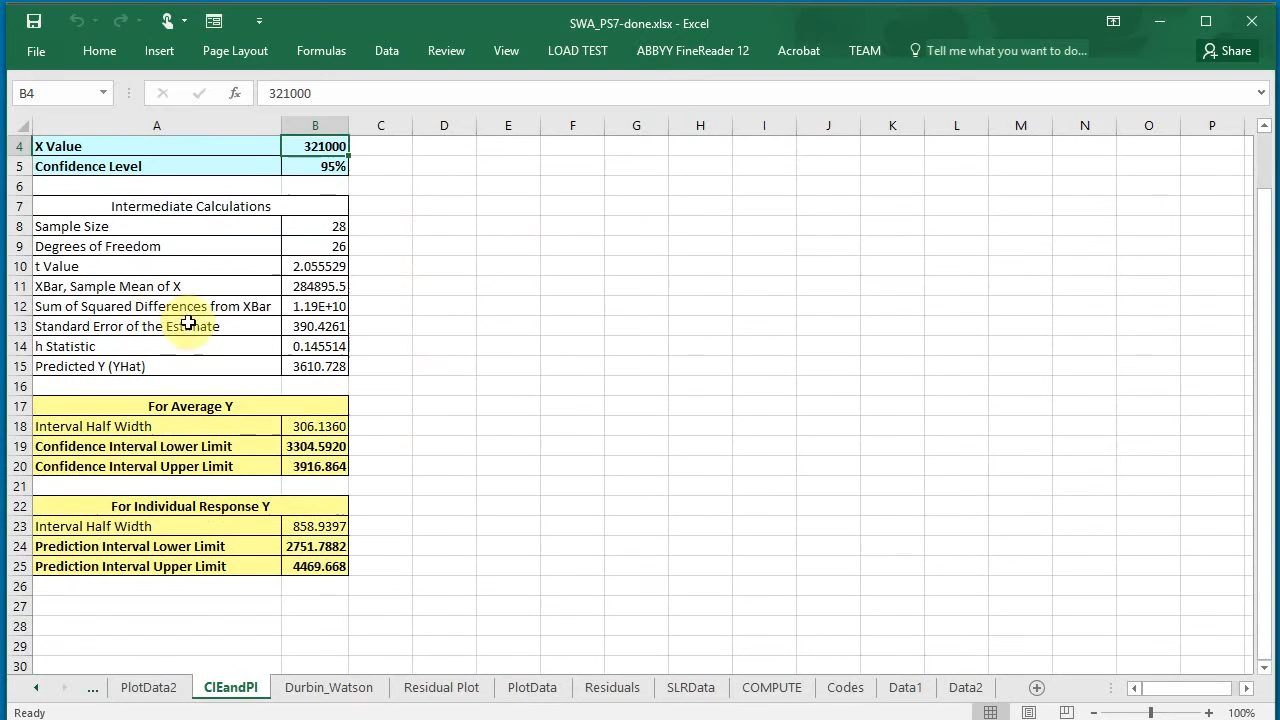 SWA_PS7-done.xlsx - Excel
File Home Insert Page Layout Formulas Data Review View LOAD TEST ABBYY FineReader 12 Acrobat TEAM Tell me what you want to do... Share
B4 fx 321000
A B C D E F G H I J K L M N O P
4 X Value 321000
5 Confidence Level 95%
6
7 Intermediate Calculations
8 Sample Size 28
9 Degrees of Freedom 26
10 t Value 2.055529
11 XBar, Sample Mean of X 284895.5
12 Sum of Squared Differences from XBar 1.19E+10
13 Standard Error of the Estimate 390.4261
14 h Statistic 0.145514
15 Predicted Y (YHat) 3610.728
16
17 For Average Y
18 Interval Half Width 306.1360
19 Confidence Interval Lower Limit 3304.5920
20 Confidence Interval Upper Limit 3916.864
21
22 For Individual Response Y
23 Interval Half Width 858.9397
24 Prediction Interval Lower Limit 2751.7882
25 Prediction Interval Upper Limit 4469.668
26
27
28
29
30
... PlotData2 CIEandPI Durbin_Watson Residual Plot PlotData Residuals SLRData COMPUTE Codes Data1 Data2
Ready 100%